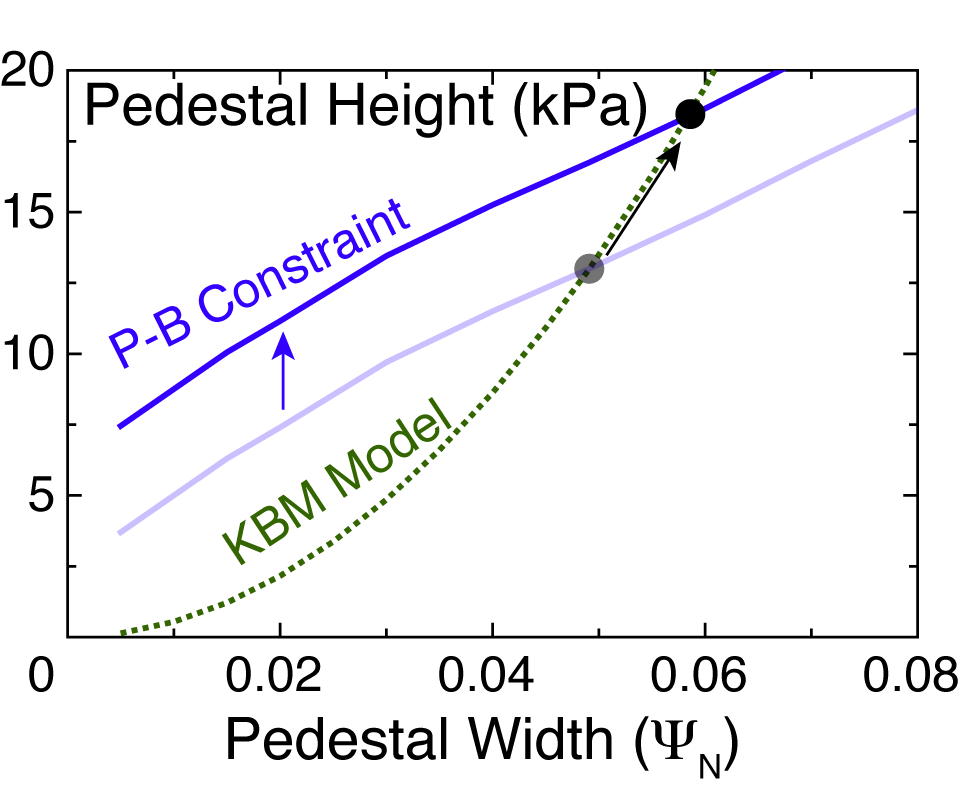 20
Pedestal Height (kPa)
15
P-B Constraint
10
KBM Model
5
0 0.02 0.04 0.06 0.08
Pedestal Width (Ψ_N)